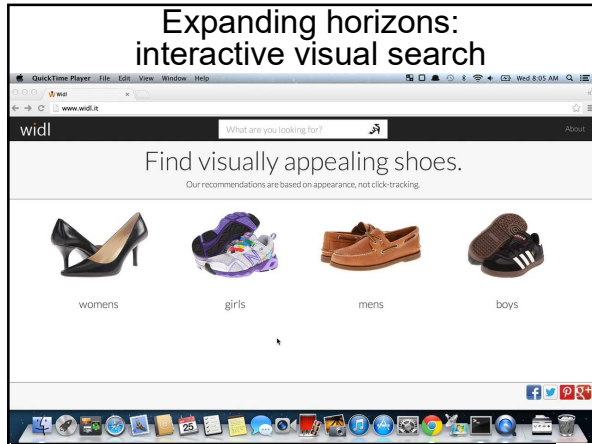 Expanding horizons:
interactive visual search
QuickTime Player File Edit View Window Help Wed 8:05 AM
Widl
www.widl.it
widl What are you looking for? About
Find visually appealing shoes.
Our recommendations are based on appearance, not click-tracking.
womens girls mens boys
25